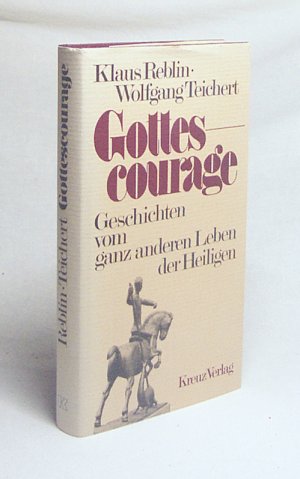 Klaus Reblin·
Wolfgang Teichert
Gottes-
courage
Geschichten
vom
ganz anderen Leben
der Heiligen
Kreuz Verlag
Reblin·Teichert Gottescourage